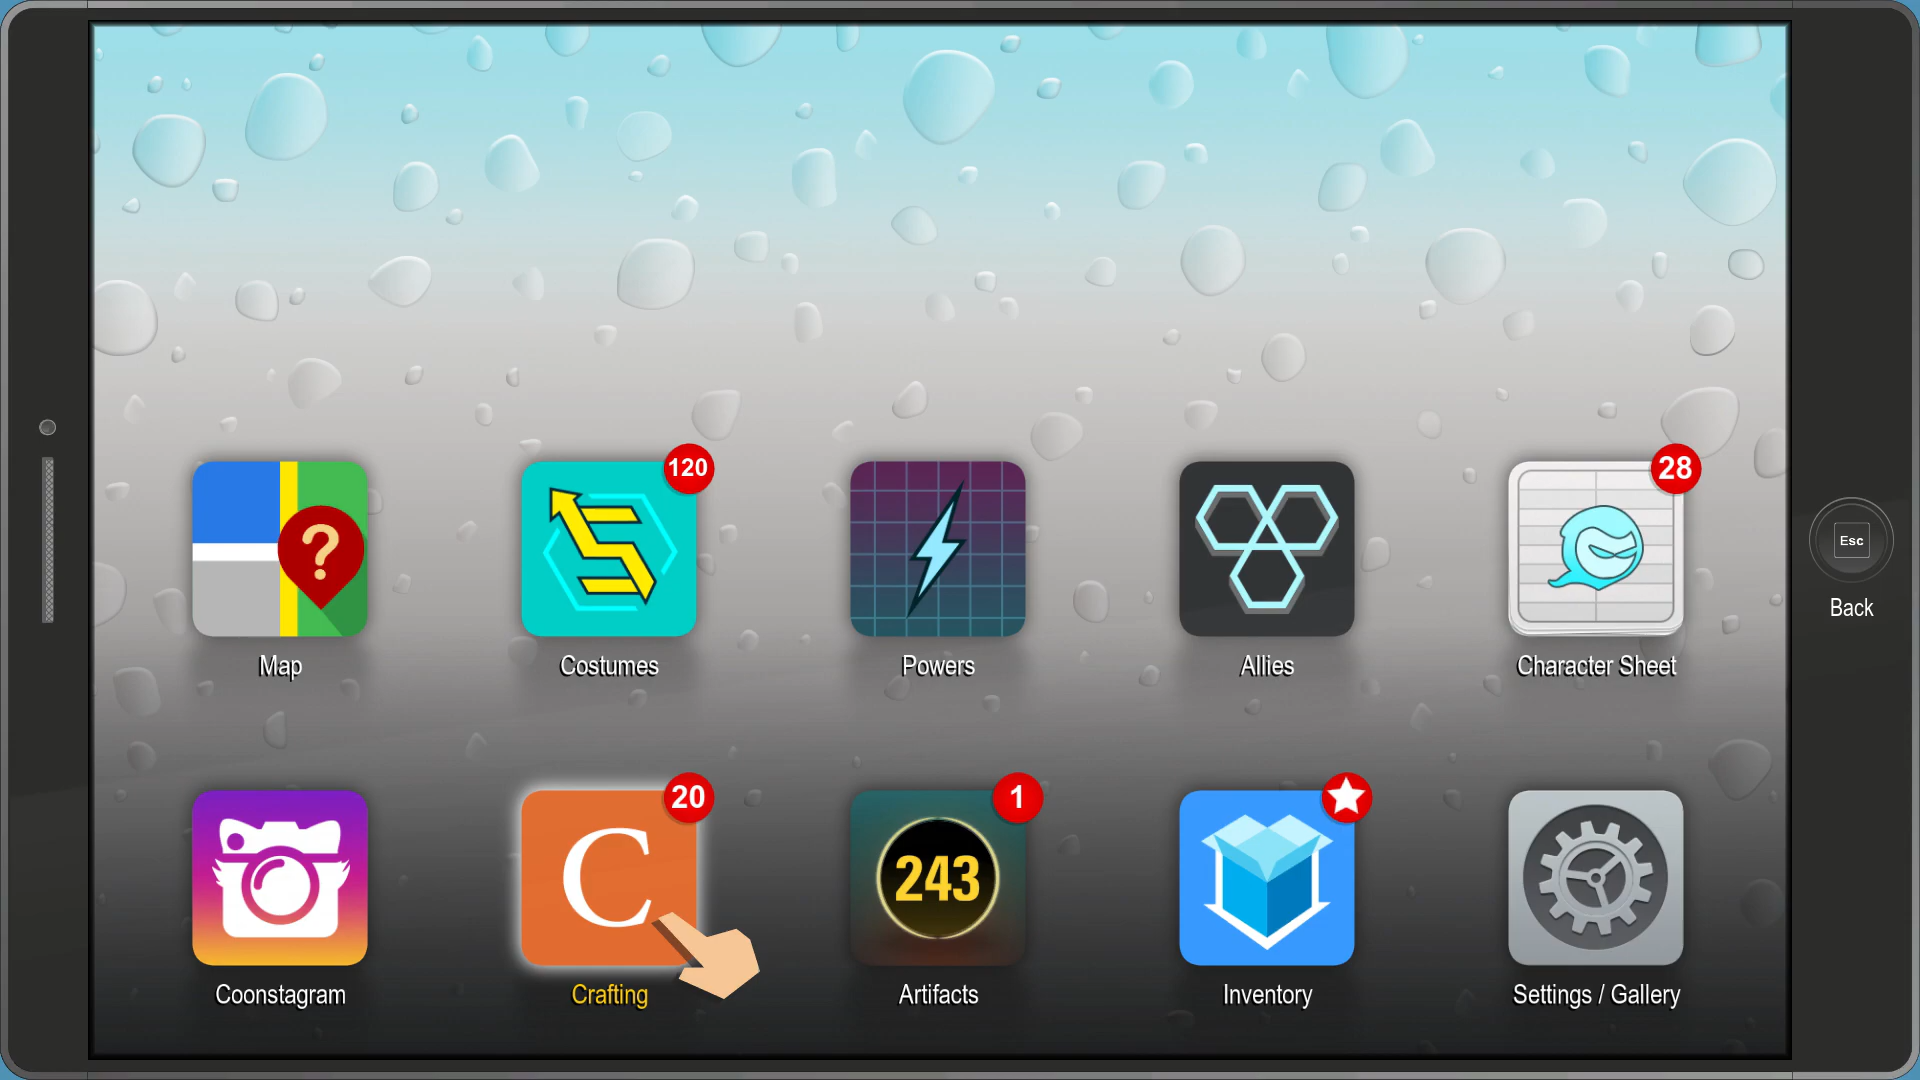 120
28
?
Esc
Back
Map
Costumes
Powers
Allies
Character Sheet
20
1
C
243
Coonstagram
Crafting
Artifacts
Inventory
Settings / Gallery